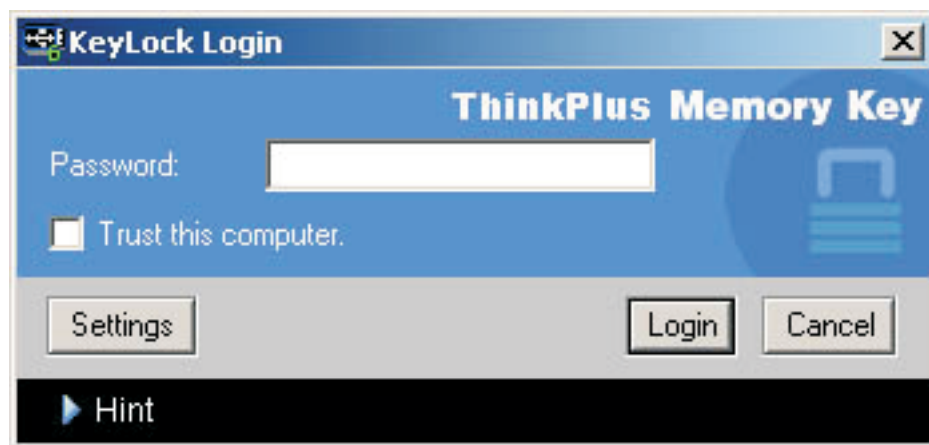 KeyLock Login
ThinkPlus Memory Key
Password:
Trust this computer.
Settings Login Cancel
Hint